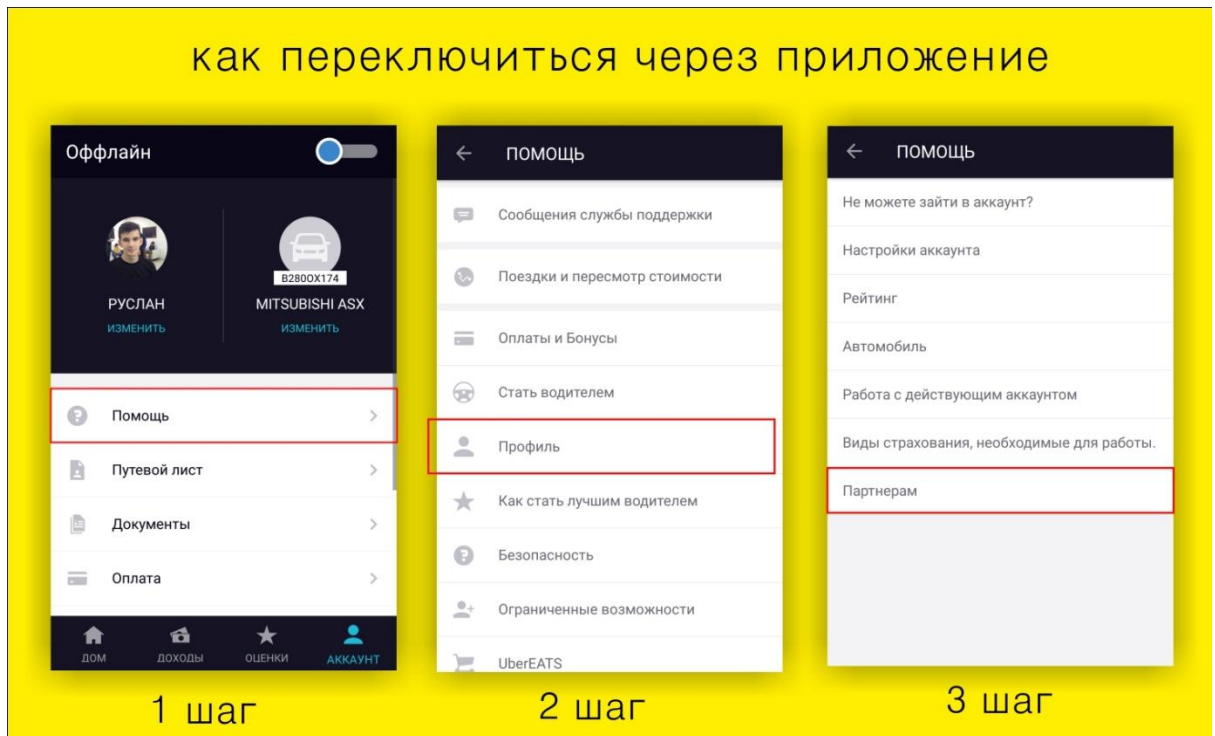 как переключиться через приложение
Оффлайн
B280OX174
РУСЛАН
MITSUBISHI ASX
ИЗМЕНИТЬ
ИЗМЕНИТЬ
Помощь
Путевой лист
Документы
Оплата
ДОМ
ДОХОДЫ
ОЦЕНКИ
АККАУНТ
1 шаг
ПОМОЩЬ
Сообщения службы поддержки
Поездки и пересмотр стоимости
Оплаты и Бонусы
Стать водителем
Профиль
Как стать лучшим водителем
Безопасность
Ограниченные возможности
UberEATS
2 шаг
ПОМОЩЬ
Не можете зайти в аккаунт?
Настройки аккаунта
Рейтинг
Автомобиль
Работа с действующим аккаунтом
Виды страхования, необходимые для работы.
Партнерам
3 шаг